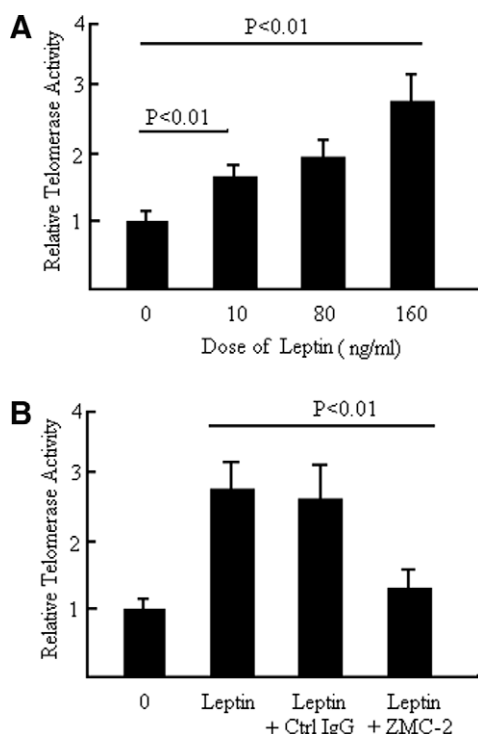 A
Relative Telomerase Activity
4
3
2
1
P<0.01
P<0.01
0 10 80 160
Dose of Leptin ( ng/ml)
B
Relative Telomerase Activity
4
3
2
1
P<0.01
0 Leptin Leptin Leptin
+ Ctrl IgG + ZMC-2